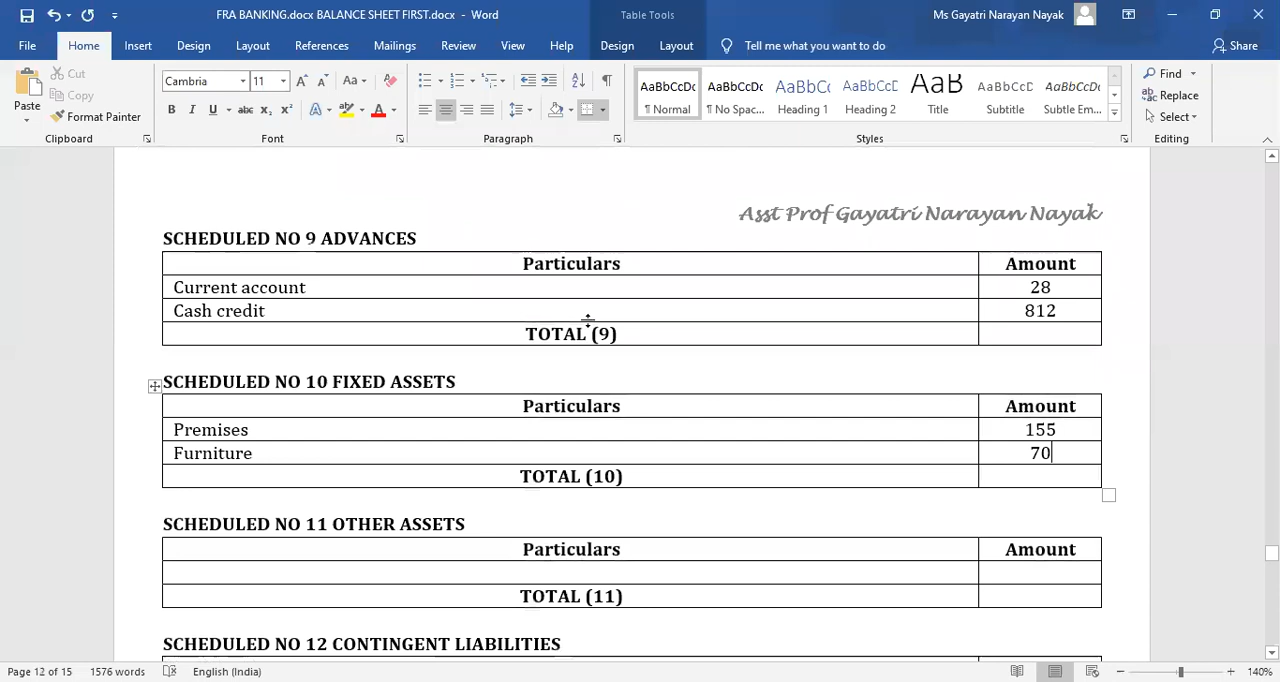 FRA BANKING.docx BALANCE SHEET FIRST.docx - Word
Table Tools
Ms Gayatri Narayan Nayak
File Home Insert Design Layout References Mailings Review View Help Design Layout Tell me what you want to do Share
Paste
Cut
Copy
Format Painter
Cambria 11
Aa
B I U abc x₂ x² A ab A
AaBbCcDc AaBbCcDc AaBbCc AaBbCcD AaB AaBbCcD AaBbCcDc
¶ Normal ¶ No Spac... Heading 1 Heading 2 Title Subtitle Subtle Em...
Find
Replace
Select
Clipboard Font Paragraph Styles Editing
Asst Prof Gayatri Narayan Nayak
SCHEDULED NO 9 ADVANCES
Particulars Amount
Current account 28
Cash credit 812
TOTAL (9)
SCHEDULED NO 10 FIXED ASSETS
Particulars Amount
Premises 155
Furniture 70
TOTAL (10)
SCHEDULED NO 11 OTHER ASSETS
Particulars Amount
TOTAL (11)
SCHEDULED NO 12 CONTINGENT LIABILITIES
Page 12 of 15 1576 words English (India) 140%